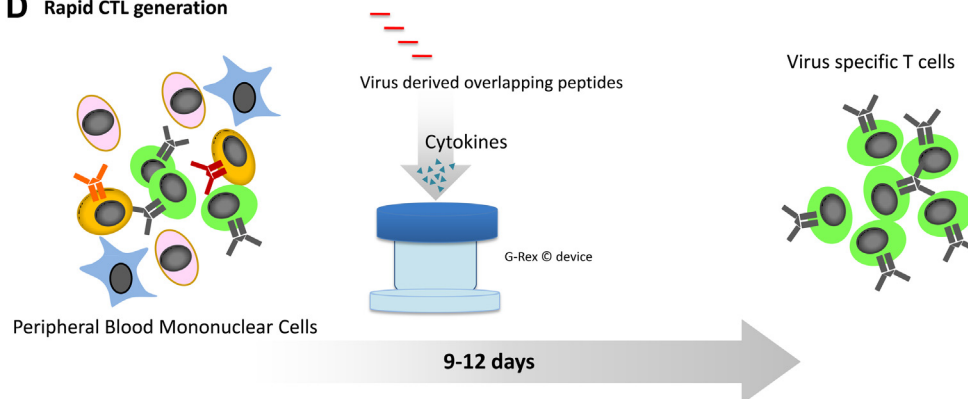 D Rapid CTL generation
Virus derived overlapping peptides
Cytokines
G-Rex © device
Peripheral Blood Mononuclear Cells
Virus specific T cells
9-12 days